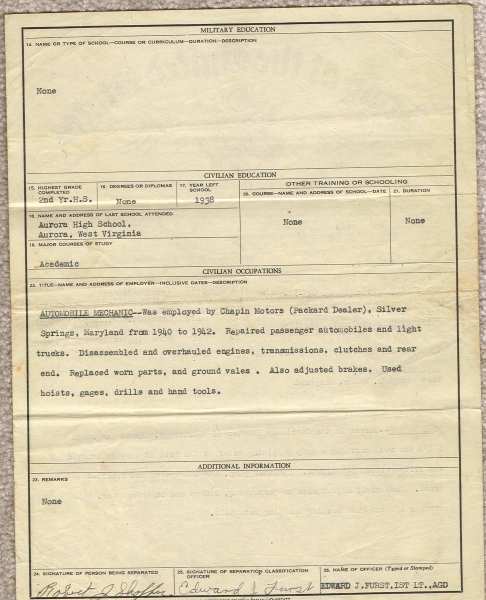 MILITARY EDUCATION
14. NAME OR TYPE OF SCHOOL—COURSE OR CURRICULUM—DURATION—DESCRIPTION
None
CIVILIAN EDUCATION
15. HIGHEST GRADE COMPLETED
2nd Yr.H.S.
16. DEGREES OR DIPLOMAS
None
17. YEAR LEFT SCHOOL
1938
OTHER TRAINING OR SCHOOLING
20. COURSE—NAME AND ADDRESS OF SCHOOL—DATE
None
21. DURATION
None
18. NAME AND ADDRESS OF LAST SCHOOL ATTENDED
Aurora High School,
Aurora, West Virginia
19. MAJOR COURSES OF STUDY
Academic
CIVILIAN OCCUPATIONS
22. TITLE—NAME AND ADDRESS OF EMPLOYER—INCLUSIVE DATES—DESCRIPTION
AUTOMOBILE MECHANIC--Was employed by Chapin Motors (Packard Dealer), Silver
Springs, Maryland from 1940 to 1942. Repaired passenger automobiles and light
trucks. Disassembled and overhauled engines, transmissions, clutches and rear
end. Replaced worn parts, and ground vales . Also adjusted brakes. Used
hoists, gages, drills and hand tools.
ADDITIONAL INFORMATION
23. REMARKS
None
24. SIGNATURE OF PERSON BEING SEPARATED
Robert
25. SIGNATURE OF SEPARATION CLASSIFICATION OFFICER
Edward J Furst
26. NAME OF OFFICER (Typed or Stamped)
EDWARD J.FURST,1ST LT.,AGD